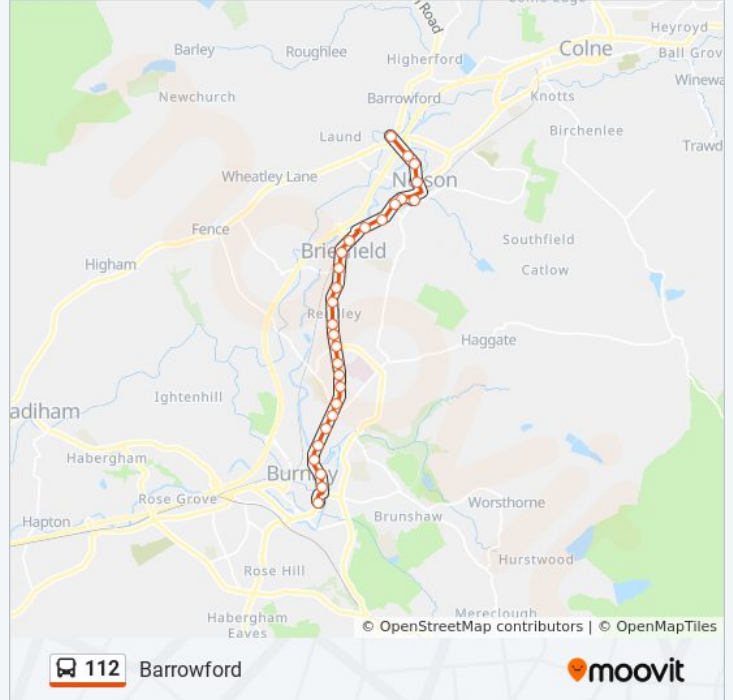 Road
Colne
Heyroyd
Barley
Roughlee
Higherford
Ball Grov
Winewa
Newchurch
Barrowford
Knotts
Laund
Birchenlee
Trawd
Wheatley Lane
Nelson
Fence
Southfield
Brierfield
Higham
Catlow
Reedley
Haggate
Ightenhill
adiham
Habergham
Burnley
Rose Grove
Worsthorne
Hapton
Brunshaw
Hurstwood
Rose Hill
Mereclough
Habergham
Eaves
© OpenStreetMap contributors | © OpenMapTiles
112 Barrowford
moovit